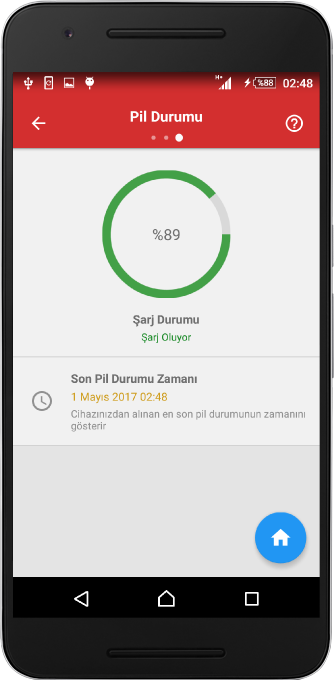 H+ %88 02:48
Pil Durumu
%89
Şarj Durumu
Şarj Oluyor
Son Pil Durumu Zamanı
1 Mayıs 2017 02:48
Cihazınızdan alınan en son pil durumunun zamanını
gösterir